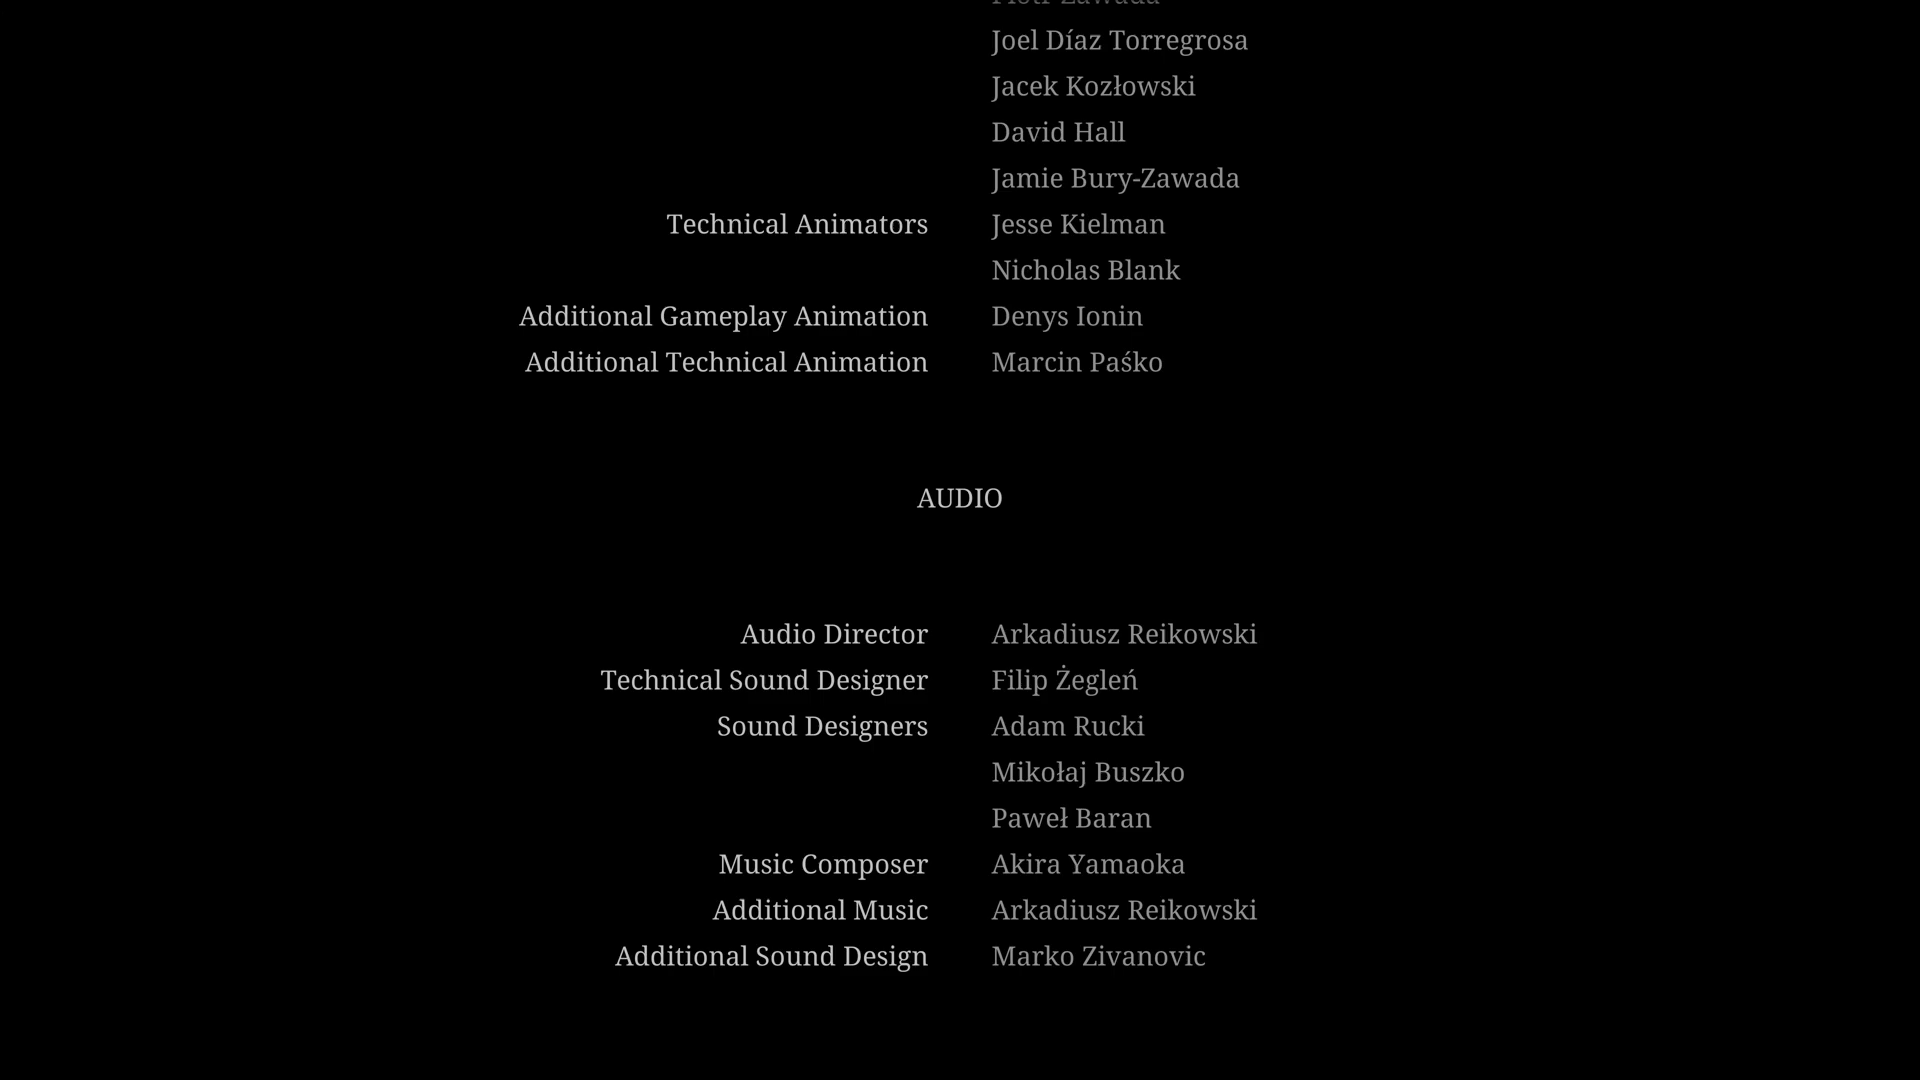 Piotr Zawada
Joel Díaz Torregrosa
Jacek Kozłowski
David Hall
Jamie Bury-Zawada
Technical Animators Jesse Kielman
Nicholas Blank
Additional Gameplay Animation Denys Ionin
Additional Technical Animation Marcin Paśko
AUDIO
Audio Director Arkadiusz Reikowski
Technical Sound Designer Filip Żegleń
Sound Designers Adam Rucki
Mikołaj Buszko
Paweł Baran
Music Composer Akira Yamaoka
Additional Music Arkadiusz Reikowski
Additional Sound Design Marko Zivanovic